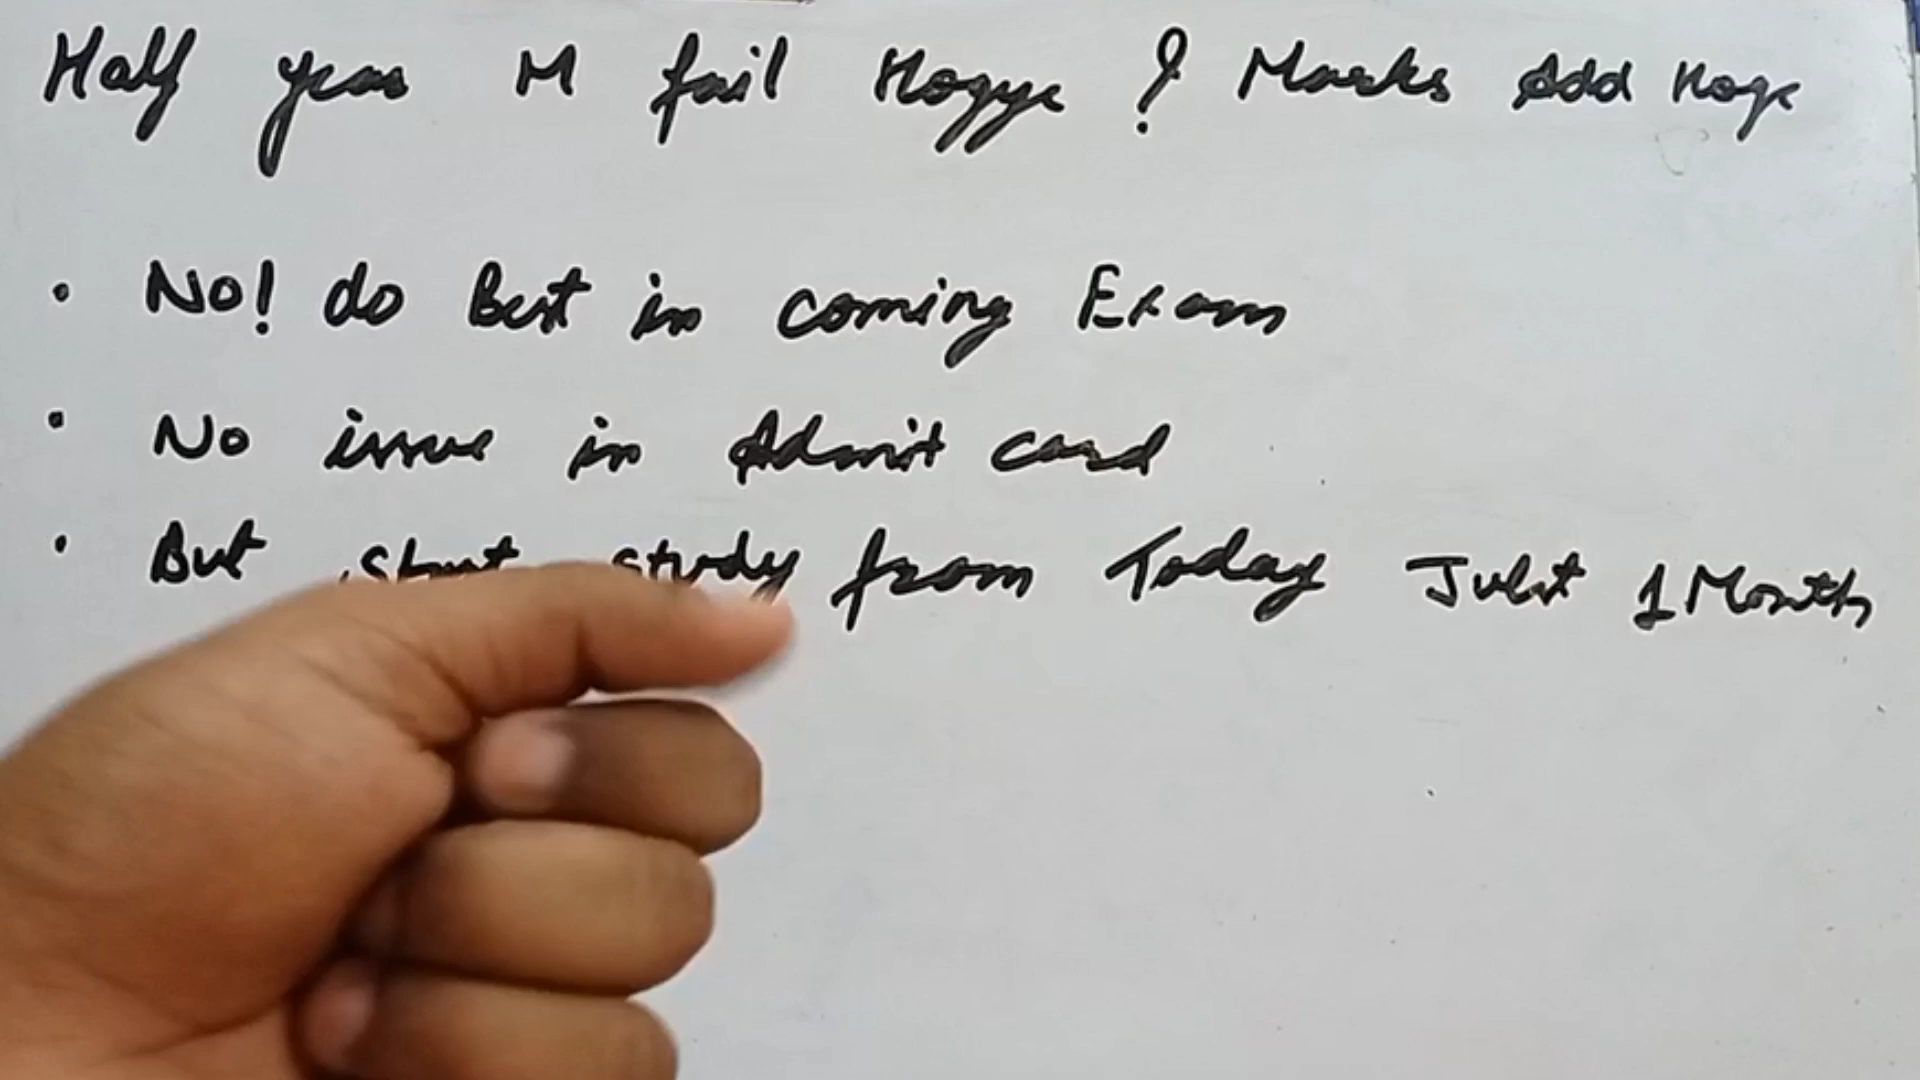 Half year M fail Hogye ? Marks Add Hoge
• No! do Best in coming Exam
• No issue in Admit card
• But start study from Today Just 1 Month